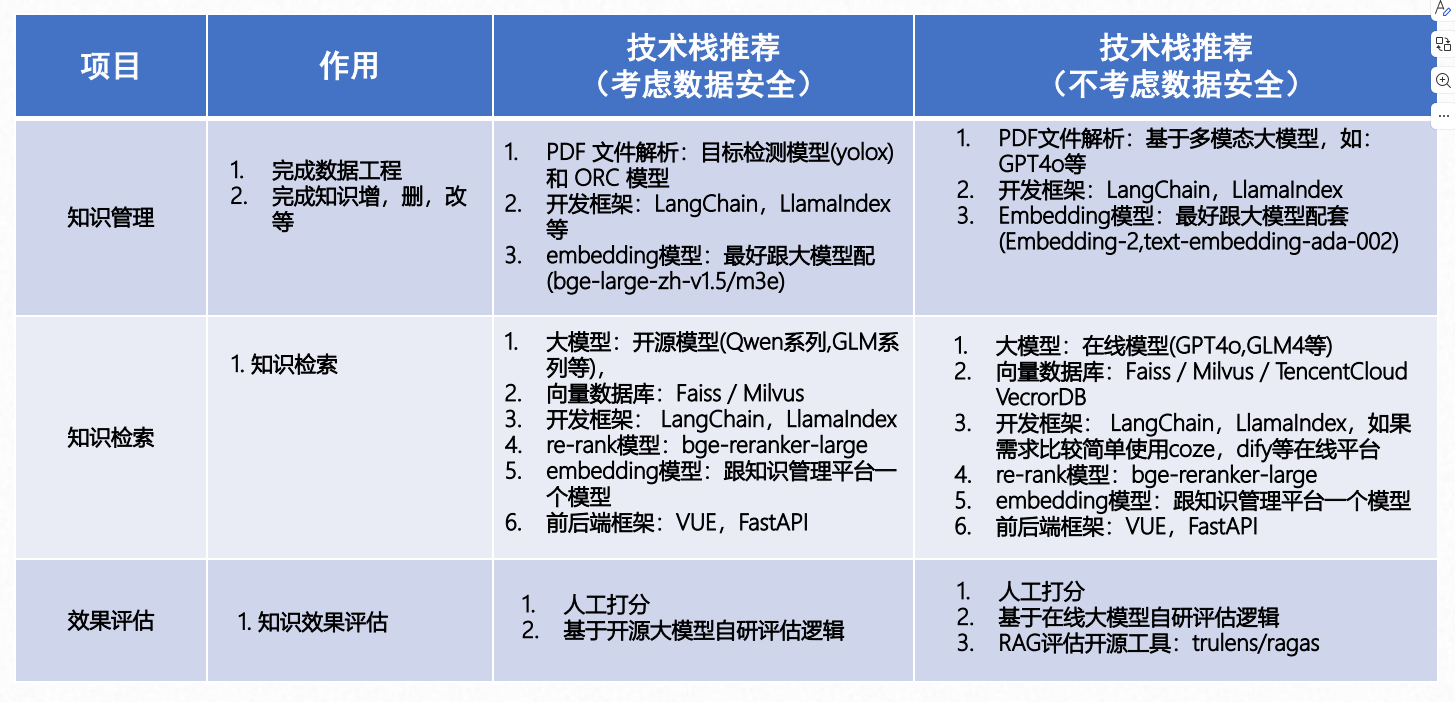 项目
作用
技术栈推荐
（考虑数据安全）
技术栈推荐
（不考虑数据安全）
知识管理
1. 完成数据工程
2. 完成知识增，删，改
等
1. PDF 文件解析：目标检测模型(yolox)
和 ORC 模型
2. 开发框架：LangChain，LlamaIndex
等
3. embedding模型：最好跟大模型配
(bge-large-zh-v1.5/m3e)
1. PDF文件解析：基于多模态大模型，如：
GPT4o等
2. 开发框架：LangChain，LlamaIndex
3. Embedding模型：最好跟大模型配套
(Embedding-2,text-embedding-ada-002)
知识检索
1. 知识检索
1. 大模型：开源模型(Qwen系列,GLM系
列等)，
2. 向量数据库：Faiss / Milvus
3. 开发框架： LangChain，LlamaIndex
4. re-rank模型：bge-reranker-large
5. embedding模型：跟知识管理平台一
个模型
6. 前后端框架：VUE，FastAPI
1. 大模型：在线模型(GPT4o,GLM4等)
2. 向量数据库：Faiss / Milvus / TencentCloud
VecrorDB
3. 开发框架： LangChain，LlamaIndex，如果
需求比较简单使用coze，dify等在线平台
4. re-rank模型：bge-reranker-large
5. embedding模型：跟知识管理平台一个模型
6. 前后端框架：VUE，FastAPI
效果评估
1. 知识效果评估
1. 人工打分
2. 基于开源大模型自研评估逻辑
1. 人工打分
2. 基于在线大模型自研评估逻辑
3. RAG评估开源工具：trulens/ragas